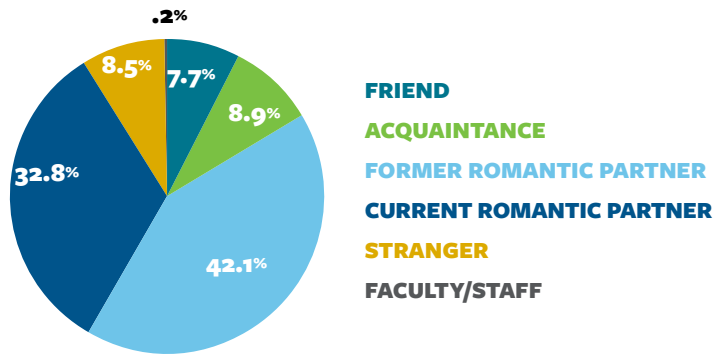 .2%
8.5%
7.7%
8.9%
32.8%
42.1%
FRIEND
ACQUAINTANCE
FORMER ROMANTIC PARTNER
CURRENT ROMANTIC PARTNER
STRANGER
FACULTY/STAFF